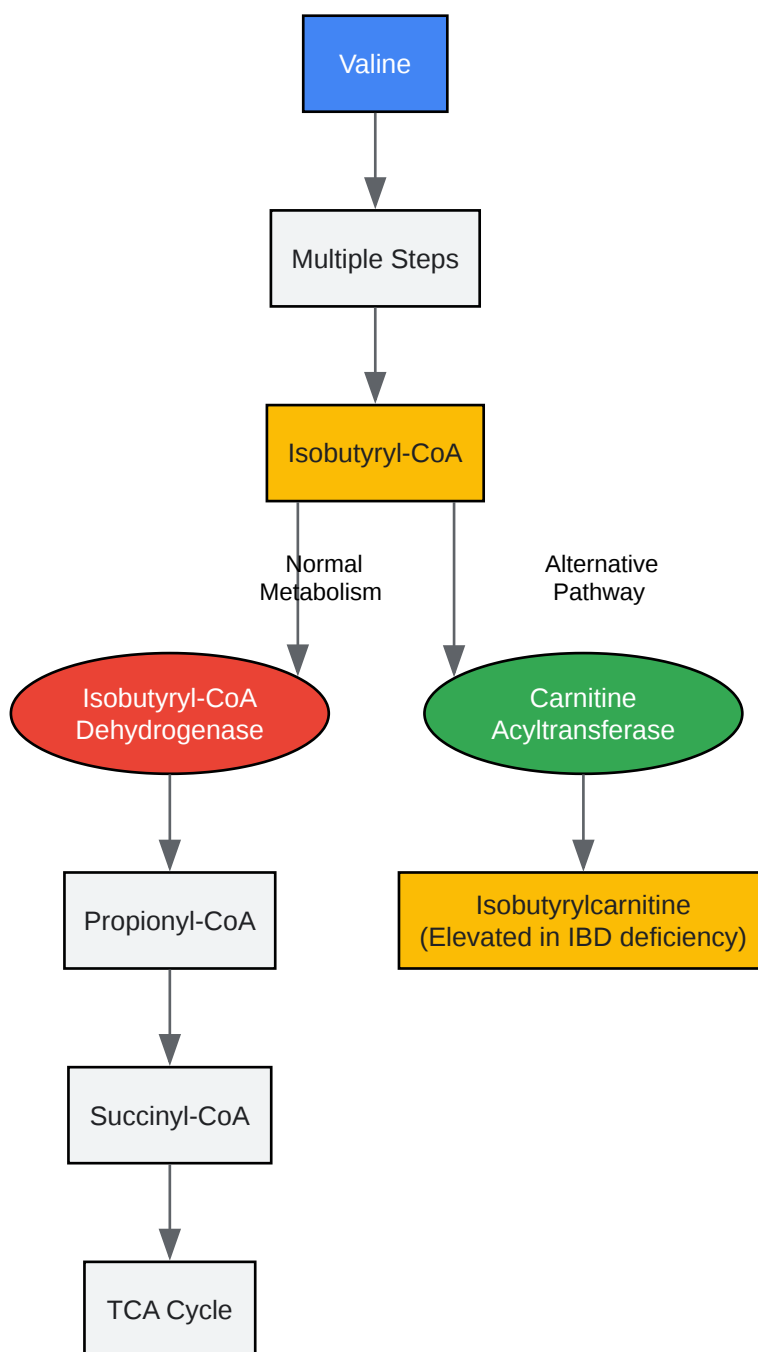 Valine
Multiple Steps
Isobutyryl-CoA
Normal
Metabolism
Alternative
Pathway
Isobutyryl-CoA
Dehydrogenase
Carnitine
Acyltransferase
Propionyl-CoA
Isobutyrylcarnitine
(Elevated in IBD deficiency)
Succinyl-CoA
TCA Cycle